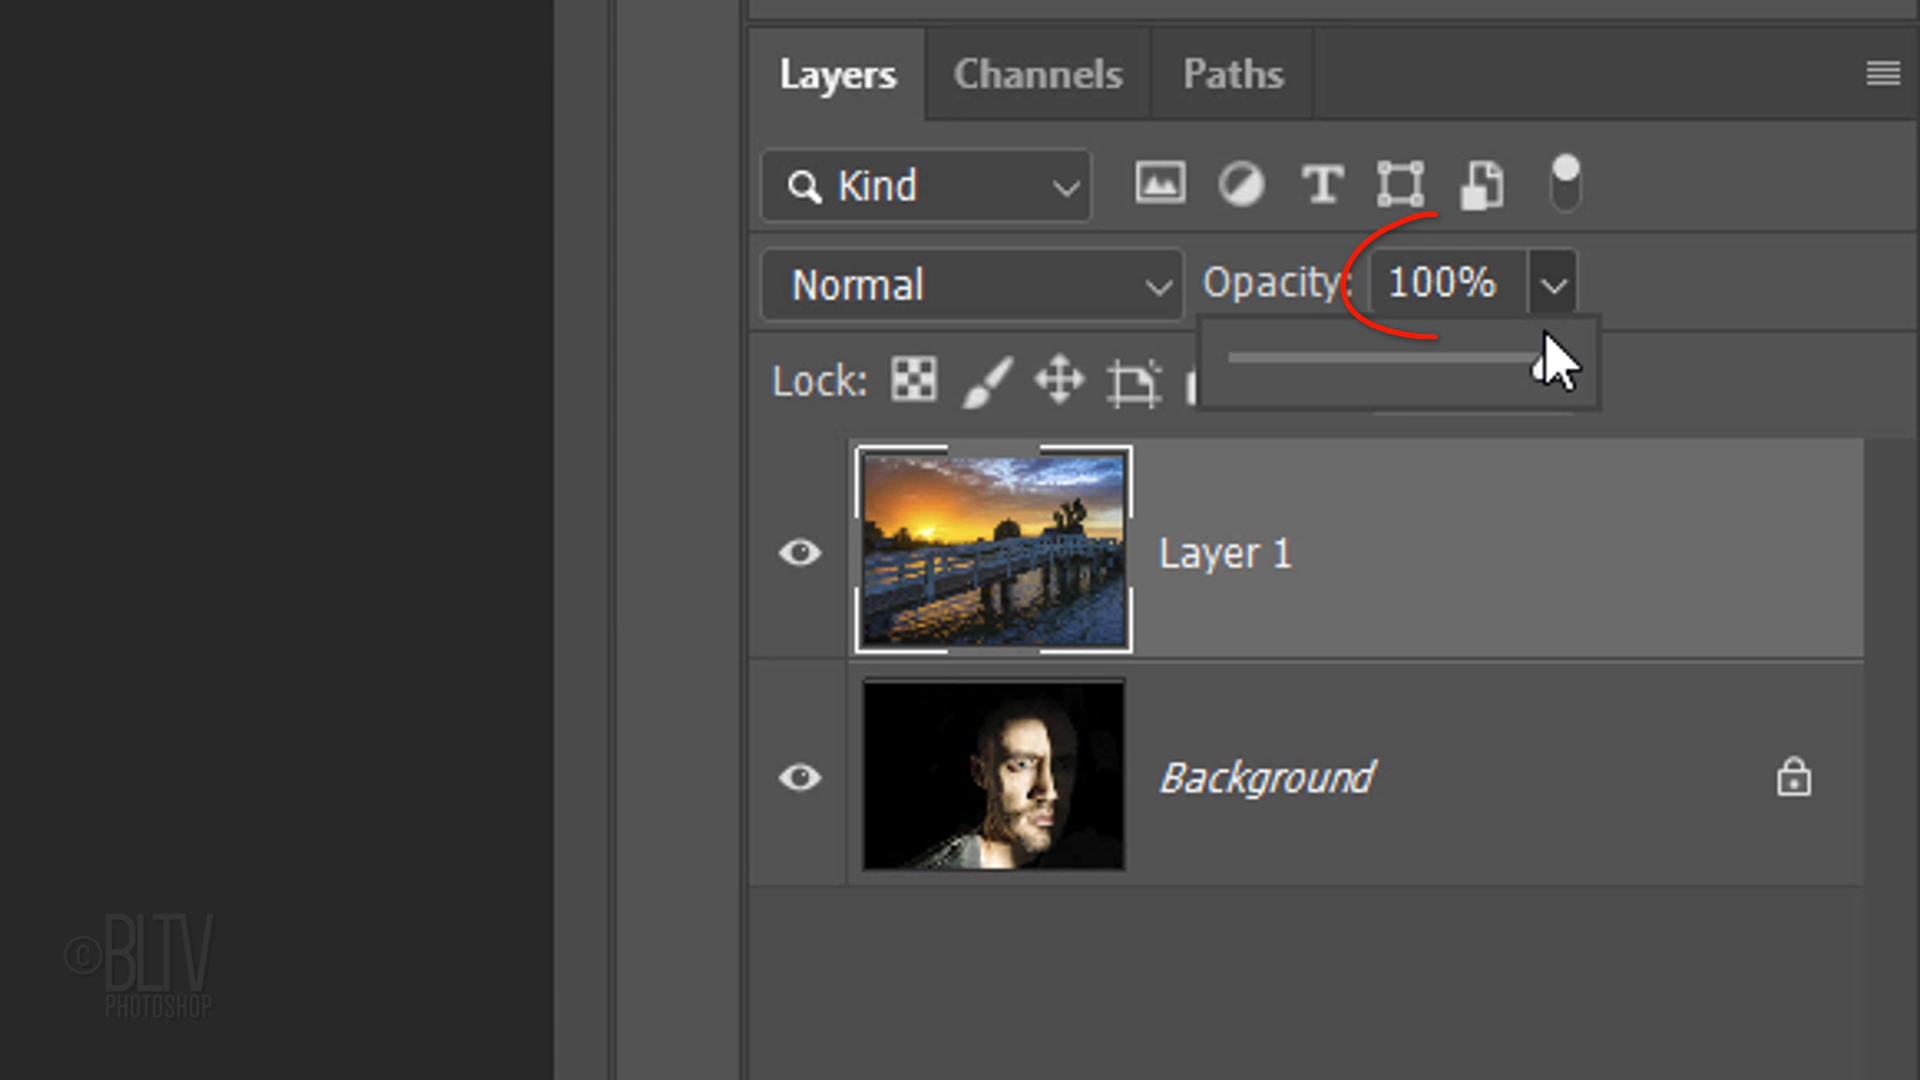 Layers Channels Paths
Kind T
Normal Opacity: 100%
Lock:
Layer 1
Background
©BLTV
PHOTOSHOP